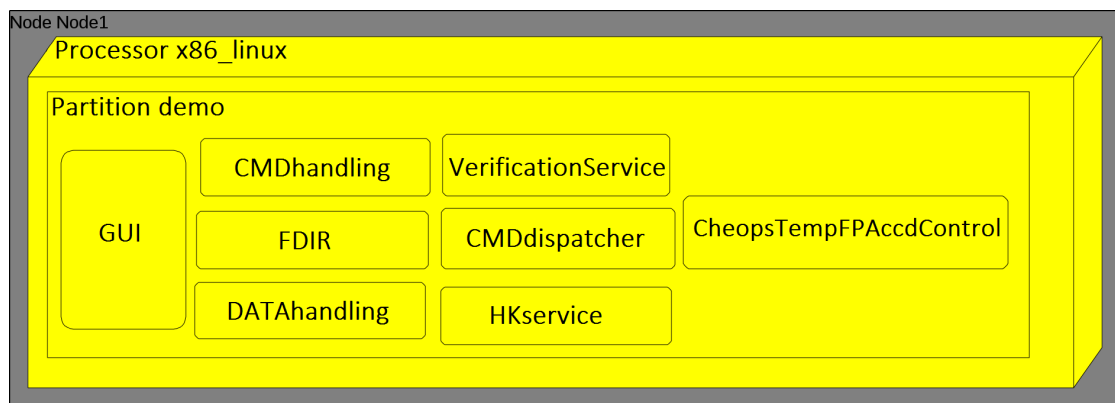 Node Node1
Processor x86_linux
Partition demo
GUI
CMDhandling
FDIR
DATAhandling
VerificationService
CMDdispatcher
HKservice
CheopsTempFPAccdControl